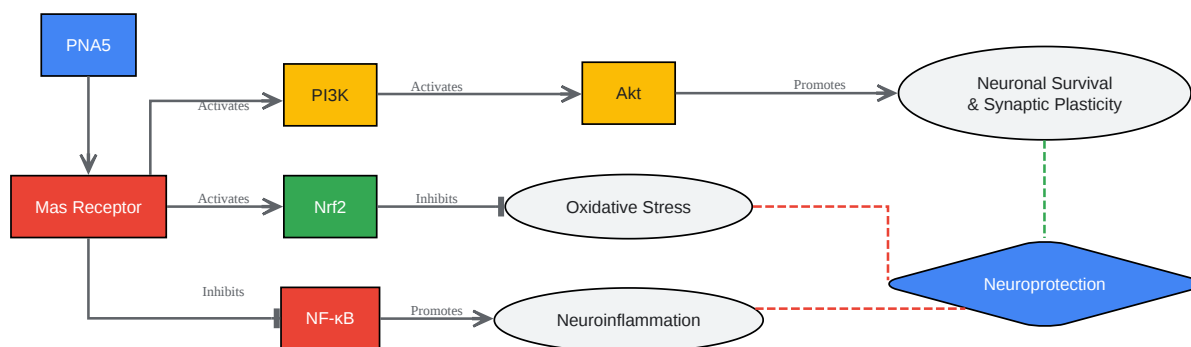 PNA5
PI3K
Akt
Neuronal Survival
& Synaptic Plasticity
Activates
Activates
Promotes
Mas Receptor
Activates
Nrf2
Inhibits
Oxidative Stress
Neuroprotection
Inhibits
NF-κB
Promotes
Neuroinflammation